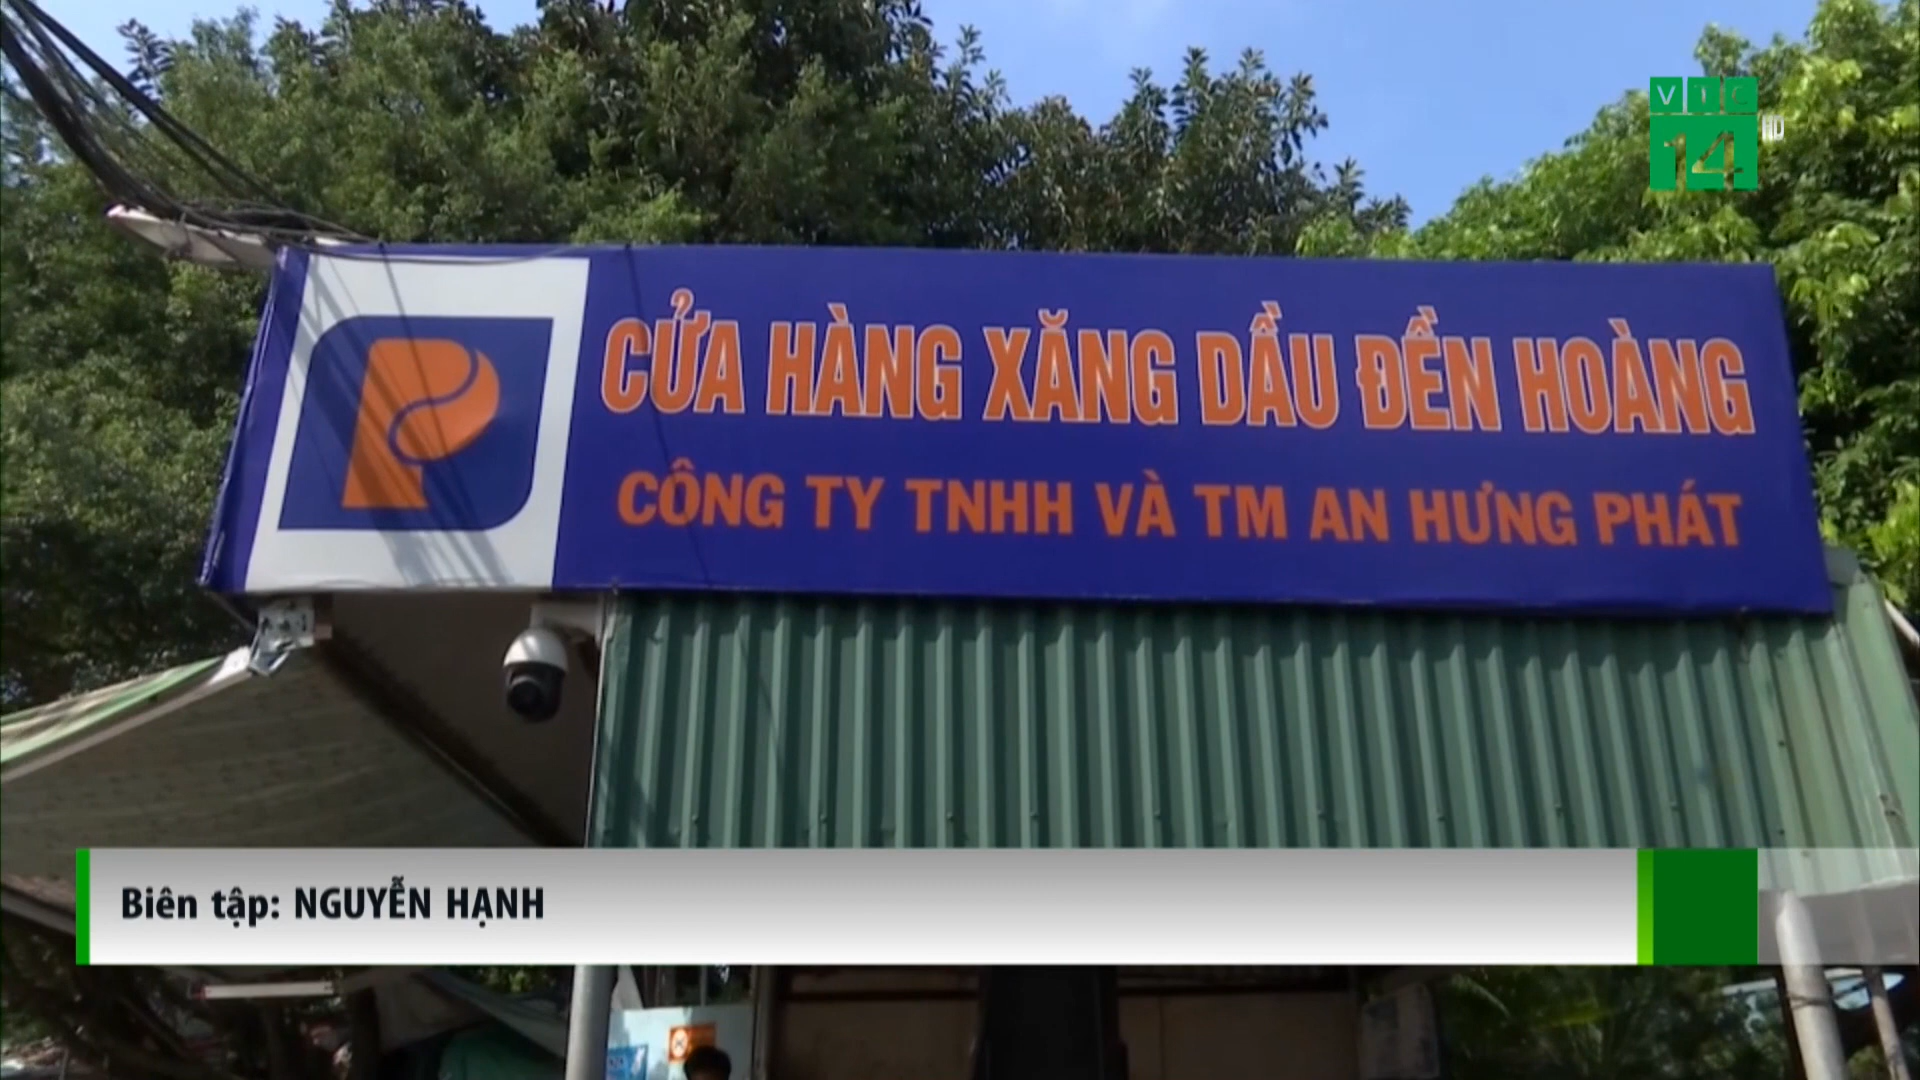 VTC
14 HD
CỬA HÀNG XĂNG DẦU ĐỀN HOÀNG
CÔNG TY TNHH VÀ TM AN HƯNG PHÁT
Biên tập: NGUYỄN HẠNH